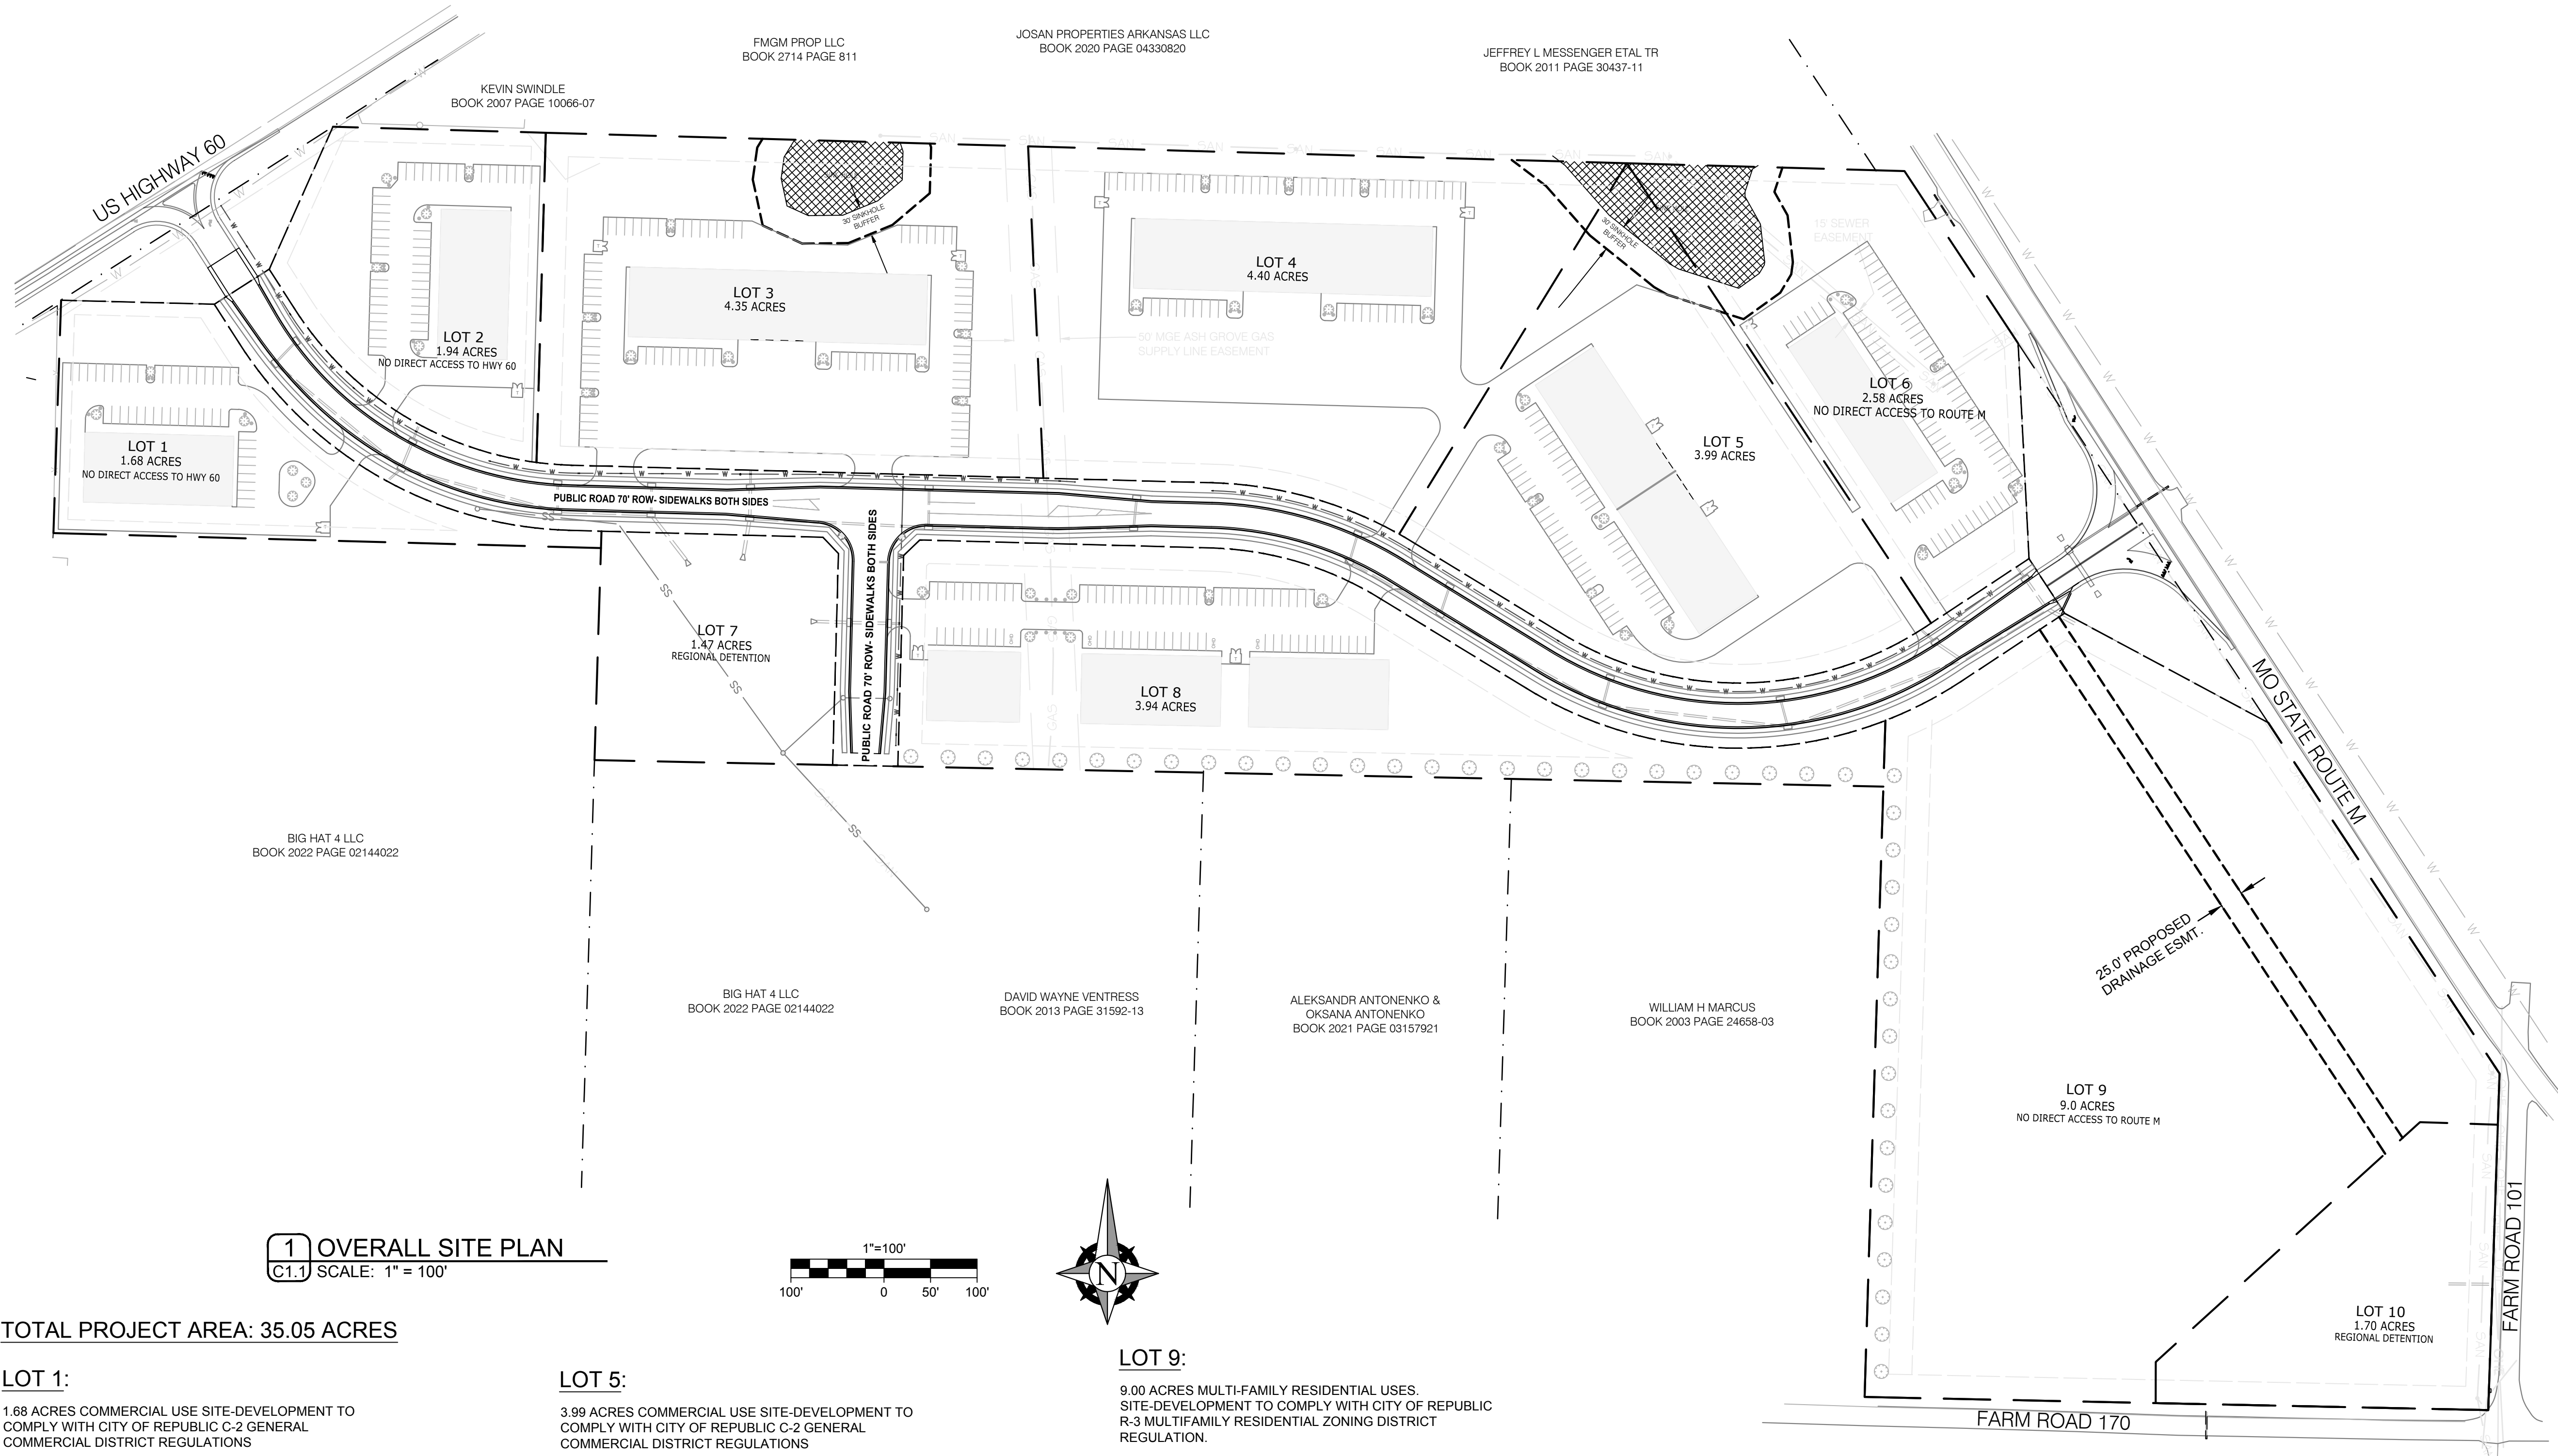 FMGM PROP LLC
BOOK 2714 PAGE 811
JOSAN PROPERTIES ARKANSAS LLC
BOOK 2020 PAGE 04330820
JEFFREY L MESSENGER ETAL TR
BOOK 2011 PAGE 30437-11
KEVIN SWINDLE
BOOK 2007 PAGE 10066-07
US HIGHWAY 60
30' SINKHOLE
BUFFER
30' SINKHOLE
BUFFER
15' SEWER
EASEMENT
LOT 3
4.35 ACRES
LOT 4
4.40 ACRES
LOT 2
1.94 ACRES
NO DIRECT ACCESS TO HWY 60
50' MGE ASH GROVE GAS
SUPPLY LINE EASEMENT
LOT 6
2.58 ACRES
NO DIRECT ACCESS TO ROUTE M
LOT 1
1.68 ACRES
NO DIRECT ACCESS TO HWY 60
LOT 5
3.99 ACRES
PUBLIC ROAD 70' ROW- SIDEWALKS BOTH SIDES
PUBLIC ROAD 70' ROW- SIDEWALKS BOTH SIDES
LOT 7
1.47 ACRES
REGIONAL DETENTION
LOT 8
3.94 ACRES
MO STATE ROUTE M
BIG HAT 4 LLC
BOOK 2022 PAGE 02144022
BIG HAT 4 LLC
BOOK 2022 PAGE 02144022
DAVID WAYNE VENTRESS
BOOK 2013 PAGE 31592-13
ALEKSANDR ANTONENKO &
OKSANA ANTONENKO
BOOK 2021 PAGE 03157921
WILLIAM H MARCUS
BOOK 2003 PAGE 24658-03
25.0' PROPOSED
DRAINAGE ESMT.
LOT 9
9.0 ACRES
NO DIRECT ACCESS TO ROUTE M
FARM ROAD 101
LOT 10
1.70 ACRES
REGIONAL DETENTION
FARM ROAD 170
1 OVERALL SITE PLAN
C1.1 SCALE: 1" = 100'
1"=100'
100' 0 50' 100'
N
TOTAL PROJECT AREA: 35.05 ACRES
LOT 1:
1.68 ACRES COMMERCIAL USE SITE-DEVELOPMENT TO
COMPLY WITH CITY OF REPUBLIC C-2 GENERAL
COMMERCIAL DISTRICT REGULATIONS
LOT 5:
3.99 ACRES COMMERCIAL USE SITE-DEVELOPMENT TO
COMPLY WITH CITY OF REPUBLIC C-2 GENERAL
COMMERCIAL DISTRICT REGULATIONS
LOT 9:
9.00 ACRES MULTI-FAMILY RESIDENTIAL USES.
SITE-DEVELOPMENT TO COMPLY WITH CITY OF REPUBLIC
R-3 MULTIFAMILY RESIDENTIAL ZONING DISTRICT
REGULATION.